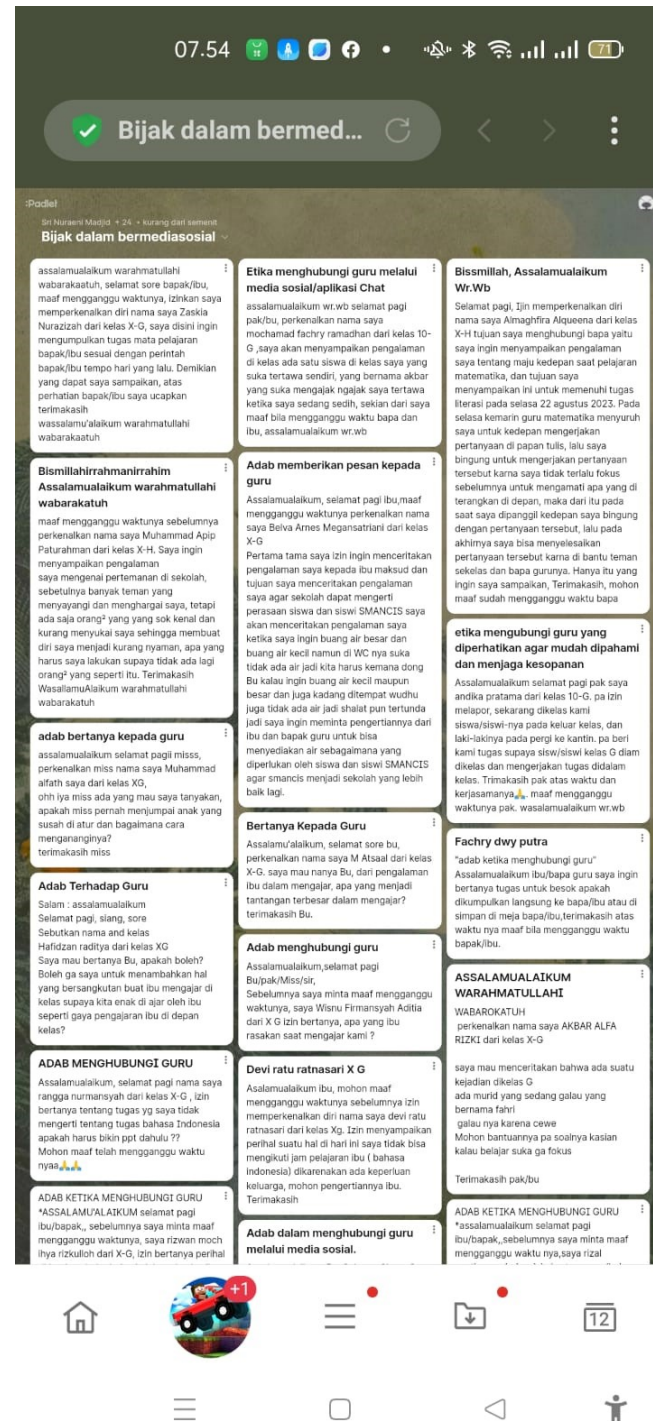 07.54
71
Bijak dalam bermed...
:Padlet
Sri Nuraeni Madjid + 24 • kurang dari semenit
Bijak dalam bermediasosial
assalamualaikum warahmatullahi
wabarakaatuh, selamat sore bapak/ibu,
maaf mengganggu waktunya, izinkan saya
memperkenalkan diri nama saya Zaskia
Nurazizah dari kelas X-G, saya disini ingin
mengumpulkan tugas mata pelajaran
bapak/ibu sesuai dengan perintah
bapak/ibu tempo hari yang lalu. Demikian
yang dapat saya sampaikan, atas
perhatian bapak/ibu saya ucapkan
terimakasih
wassalamu'alaikum warahmatullahi
wabarakaatuh
Bismillahirrahmanirrahim
Assalamualaikum warahmatullahi
wabarakatuh
maaf mengganggu waktunya sebelumnya
perkenalkan nama saya Muhammad Apip
Paturahman dari kelas X-H. Saya ingin
menyampaikan pengalaman
saya mengenai pertemanan di sekolah,
sebetulnya banyak teman yang
menyayangi dan menghargai saya, tetapi
ada saja orang² yang yang sok kenal dan
kurang menyukai saya sehingga membuat
diri saya menjadi kurang nyaman, apa yang
harus saya lakukan supaya tidak ada lagi
orang² yang seperti itu. Terimakasih
WasallamuAlaikum warahmatullahi
wabarakatuh
adab bertanya kepada guru
assalamualaikum selamat pagii misss,
perkenalkan miss nama saya Muhammad
alfath saya dari kelas XG,
ohh iya miss ada yang mau saya tanyakan,
apakah miss pernah menjumpai anak yang
susah di atur dan bagaimana cara
menganaginya?
terimakasih miss
Adab Terhadap Guru
Salam : assalamualaikum
Selamat pagi, siang, sore
Sebutkan nama and kelas
Hafidzan raditya dari kelas XG
Saya mau bertanya Bu, apakah boleh?
Boleh ga saya untuk menambahkan hal
yang bersangkutan buat ibu mengajar di
kelas supaya kita enak di ajar oleh ibu
seperti gaya pengajaran ibu di depan
kelas?
ADAB MENGHUBUNGI GURU
Assalamualaikum, selamat pagi nama saya
rangga nurmansyah dari kelas X-G , izin
bertanya tentang tugas yg saya tidak
mengerti tentang tugas bahasa Indonesia
apakah harus bikin ppt dahulu ??
Mohon maaf telah mengganggu waktu
nyaa🙏🙏
ADAB KETIKA MENGHUBUNGI GURU
*ASSALAMU'ALAIKUM selamat pagi
ibu/bapak,, sebelumnya saya minta maaf
mengganggu waktu nya, saya rizwan moch
ihya rizkulloh dari X-G, izin bertanya perihal
Etika menghubungi guru melalui
media sosial/aplikasi Chat
assalamualaikum wr.wb selamat pagi
pak/bu, perkenalkan nama saya
mochamad fachry ramadhan dari kelas 10-
G ,saya akan menyampaikan pengalaman
di kelas ada satu siswa di kelas saya yang
suka tertawa sendiri, yang bernama akbar
yang suka mengajak ngajak saya tertawa
ketika saya sedang sedih, sekian dari saya
maaf bila mengganggu waktu bapa dan
ibu, assalamualaikum wr.wb
Adab memberikan pesan kepada
guru
Assalamualaikum, selamat pagi ibu,maaf
mengganggu waktunya perkenalkan nama
saya Belva Arnes Megansatriani dari kelas
X-G
Pertama tama saya izin ingin menceritakan
pengalaman saya kepada ibu maksud dan
tujuan saya menceritakan pengalaman
saya agar sekolah dapat mengerti
perasaan siswa dan siswi SMANCIS saya
akan menceritakan pengalaman saya
ketika saya ingin buang air besar dan
buang air kecil namun di WC nya suka
tidak ada air jadi kita harus kemana dong
Bu kalau ingin buang air kecil maupun
besar dan juga kadang ditempat wudhu
juga tidak ada air jadi shalat pun tertunda
jadi saya ingin meminta pengertiannya dari
ibu dan bapak guru untuk bisa
menyediakan air sebagaimana yang
diperlukan oleh siswa dan siswi SMANCIS
agar smancis menjadi sekolah yang lebih
baik lagi.
Bertanya Kepada Guru
Assalamu'alaikum, selamat pagi bu,
perkenalkan nama saya M Atsaal dari kelas
X-G. saya mau nanya Bu, dari pengalaman
ibu dalam mengajar, apa yang menjadi
tantangan terbesar dalam mengajar?
terimakasih Bu.
Adab menghubungi guru
Assalamualaikum,selamat pagi
Bu/pak/Miss/sir,
Sebelumnya saya minta maaf mengganggu
waktunya, saya Wisnu Firmansyah Aditia
dari X G izin bertanya, apa yang ibu
rasakan saat mengajar kami ?
Devi ratu ratnasari X G
Asalamualaikum ibu, mohon maaf
mengganggu waktunya sebelumnya izin
memperkenalkan diri nama saya devi ratu
ratnasari dari kelas Xg. Izin menyampaikan
perihal suatu hal di hari ini saya tidak bisa
mengikuti jam pelajaran ibu ( bahasa
indonesia) dikarenakan ada keperluan
keluarga, mohon pengertiannya ibu.
Terimakasih
Adab dalam menghubungi guru
melalui media sosial.
Bissmillah, Assalamualaikum
Wr.Wb
Selamat pagi, Ijin memperkenalkan diri
nama saya Almaghfira Alqueena dari kelas
X-H tujuan saya menghubungi bapa yaitu
saya ingin menyampaikan pengalaman
saya tentang maju kedepan saat pelajaran
matematika, dan tujuan saya
menyampaikan ini untuk memenuhi tugas
literasi pada selasa 22 agustus 2023. Pada
selasa kemarin guru matematika menyuruh
saya untuk kedepan mengerjakan
pertanyaan di papan tulis, lalu saya
bingung untuk mengerjakan pertanyaan
tersebut karna saya tidak terlalu fokus
sebelumnya untuk mengamati apa yang di
terangkan di depan, maka dari itu pada
saat saya dipanggil kedepan saya bingung
dengan pertanyaan tersebut, lalu pada
akhirnya saya bisa menyelesaikan
pertanyaan tersebut karna di bantu teman
sekelas dan bapa gurunya. Hanya itu yang
ingin saya sampaikan, Terimakasih, mohon
maaf sudah mengganggu waktu bapa
etika mengubungi guru yang
diperhatikan agar mudah dipahami
dan menjaga kesopanan
Assalamualaikum selamat pagi pak saya
andika pratama dari kelas 10-G. pa izin
melapor, sekarang dikelas kami
siswa/siswi-nya pada keluar kelas, dan
laki-lakinya pada pergi ke kantin. pa beri
kami tugas supaya sisw/siswi kelas G diam
dikelas dan mengerjakan tugas didalam
kelas. Trimakasih pak atas waktu dan
kerjasamanya🙏. maaf mengganggu
waktunya pak. wasalamualaikum wr.wb
Fachry dwy putra
"adab ketika menghubungi guru"
Assalamualaikum ibu/bapa guru saya ingin
bertanya tugas untuk besok apakah
dikumpulkan langsung ke bapa/ibu atau di
simpan di meja bapa/ibu,terimakasih atas
waktu nya maaf bila mengganggu waktu
bapak/ibu.
ASSALAMUALAIKUM
WARAHMATULLAHI
WABAROKATUH
perkenalkan nama saya AKBAR ALFA
RIZKI dari kelas X-G
saya mau menceritakan bahwa ada suatu
kejadian dikelas G
ada murid yang sedang galau yang
bernama fahri
galau nya karena cewe
Mohon bantuannya pa soalnya kasian
kalau belajar suka ga fokus
Terimakasih pak/bu
ADAB KETIKA MENGHUBUNGI GURU
*assalamualaikum selamat pagi
ibu/bapak,,sebelumnya saya minta maaf
mengganggu waktu nya,saya rizal
+1
12